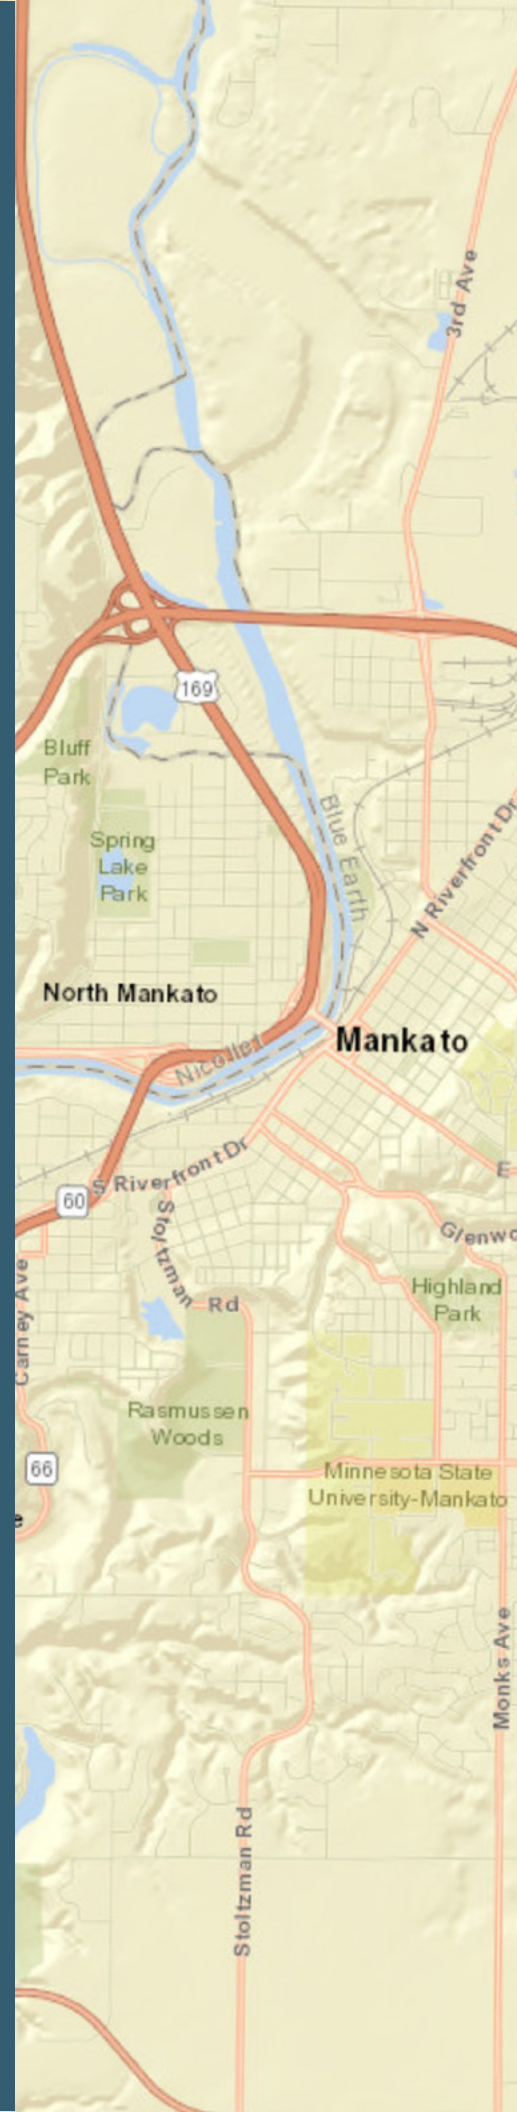 3rd Ave
169
Bluff
Park
Spring
Lake
Park
Blue Earth
N Riverfront Dr
North Mankato
Mankato
Nicollet
S Riverfront Dr
E
60
Stoltzman
Rd
Glenwo
Carney Ave
Highland
Park
Rasmussen
Woods
66
Minnesota State
University-Mankato
e
Monks Ave
Stoltzman Rd